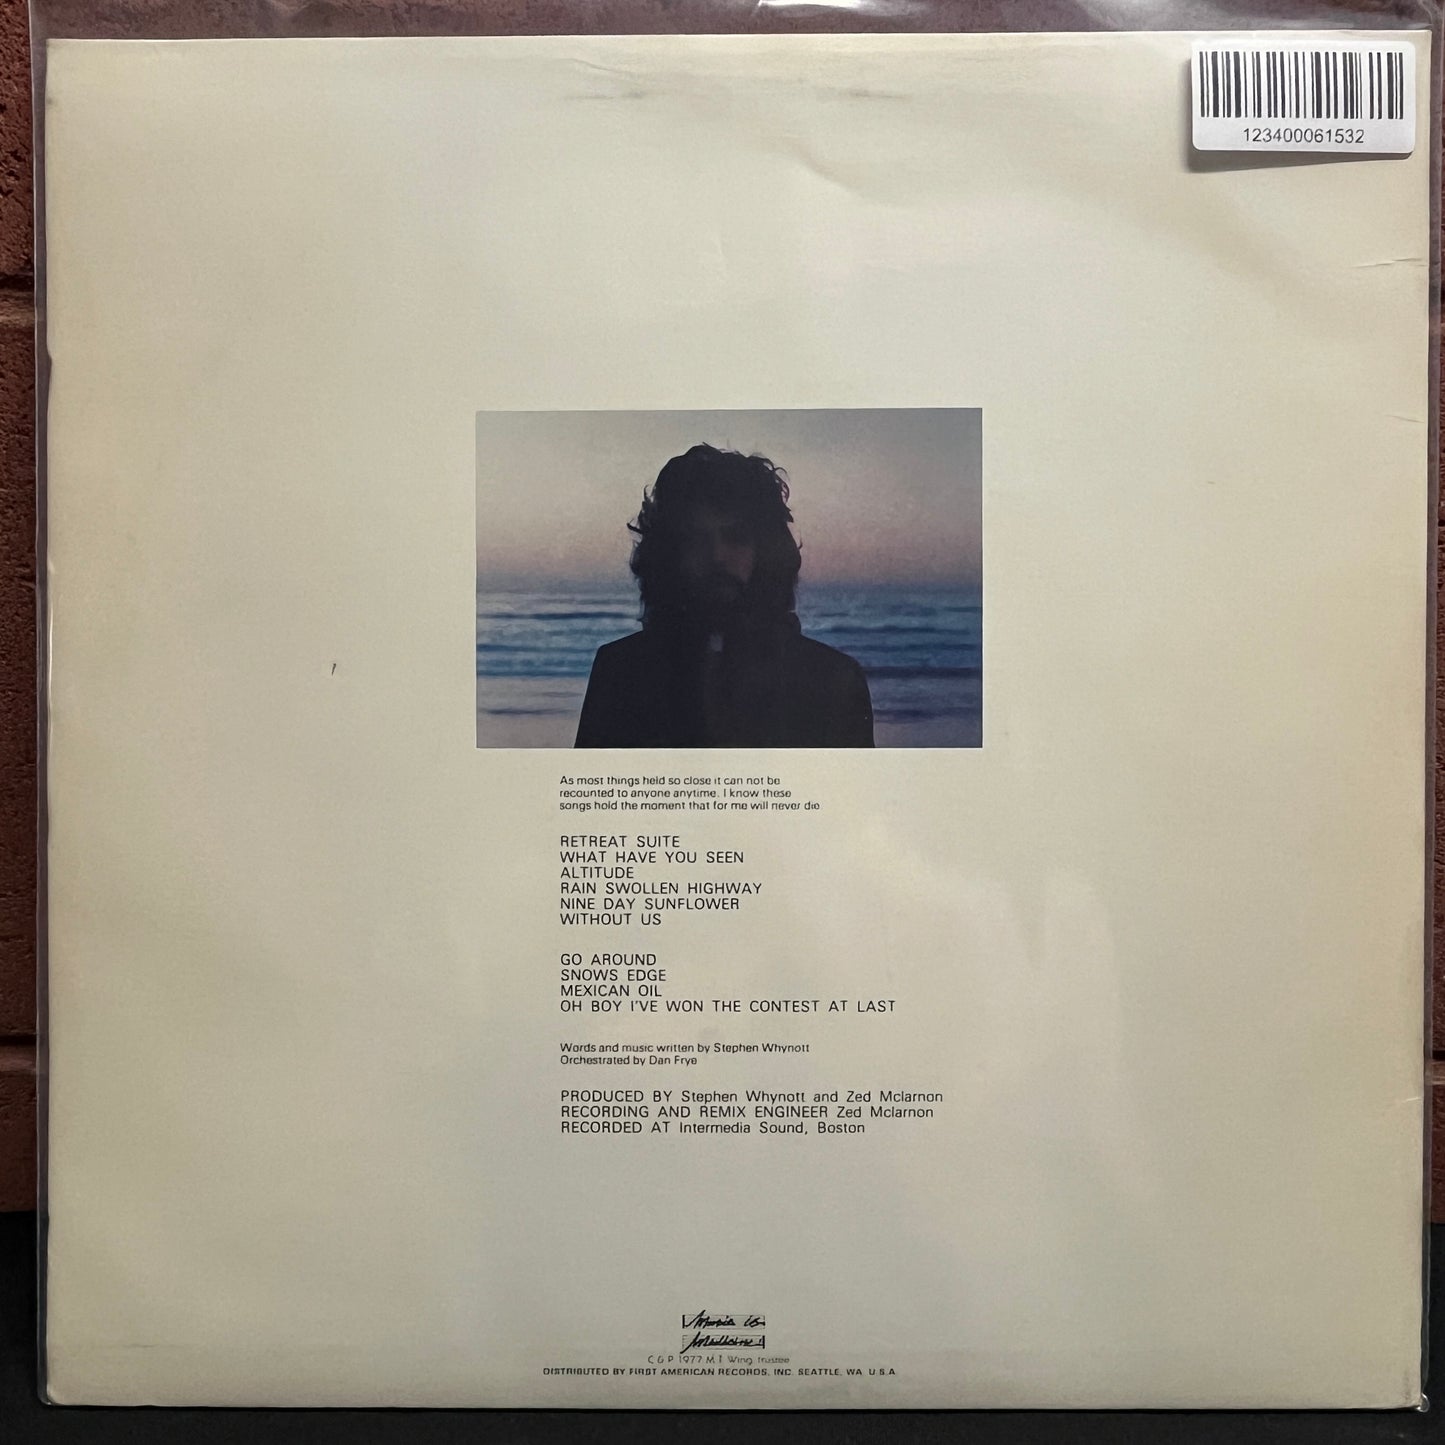 123400061532
As most things held so close it can not be
recounted to anyone anytime. I know these
songs hold the moment that for me will never die
RETREAT SUITE
WHAT HAVE YOU SEEN
ALTITUDE
RAIN SWOLLEN HIGHWAY
NINE DAY SUNFLOWER
WITHOUT US
GO AROUND
SNOWS EDGE
MEXICAN OIL
OH BOY I'VE WON THE CONTEST AT LAST
Words and music written by Stephen Whynott
Orchestrated by Dan Frye
PRODUCED BY Stephen Whynott and Zed Mclarnon
RECORDING AND REMIX ENGINEER Zed Mclarnon
RECORDED AT Intermedia Sound, Boston
Music is
Medicine!
C & P 1977 M.I. Wing, trustee
DISTRIBUTED BY FIRST AMERICAN RECORDS, INC. SEATTLE, WA. U.S.A.